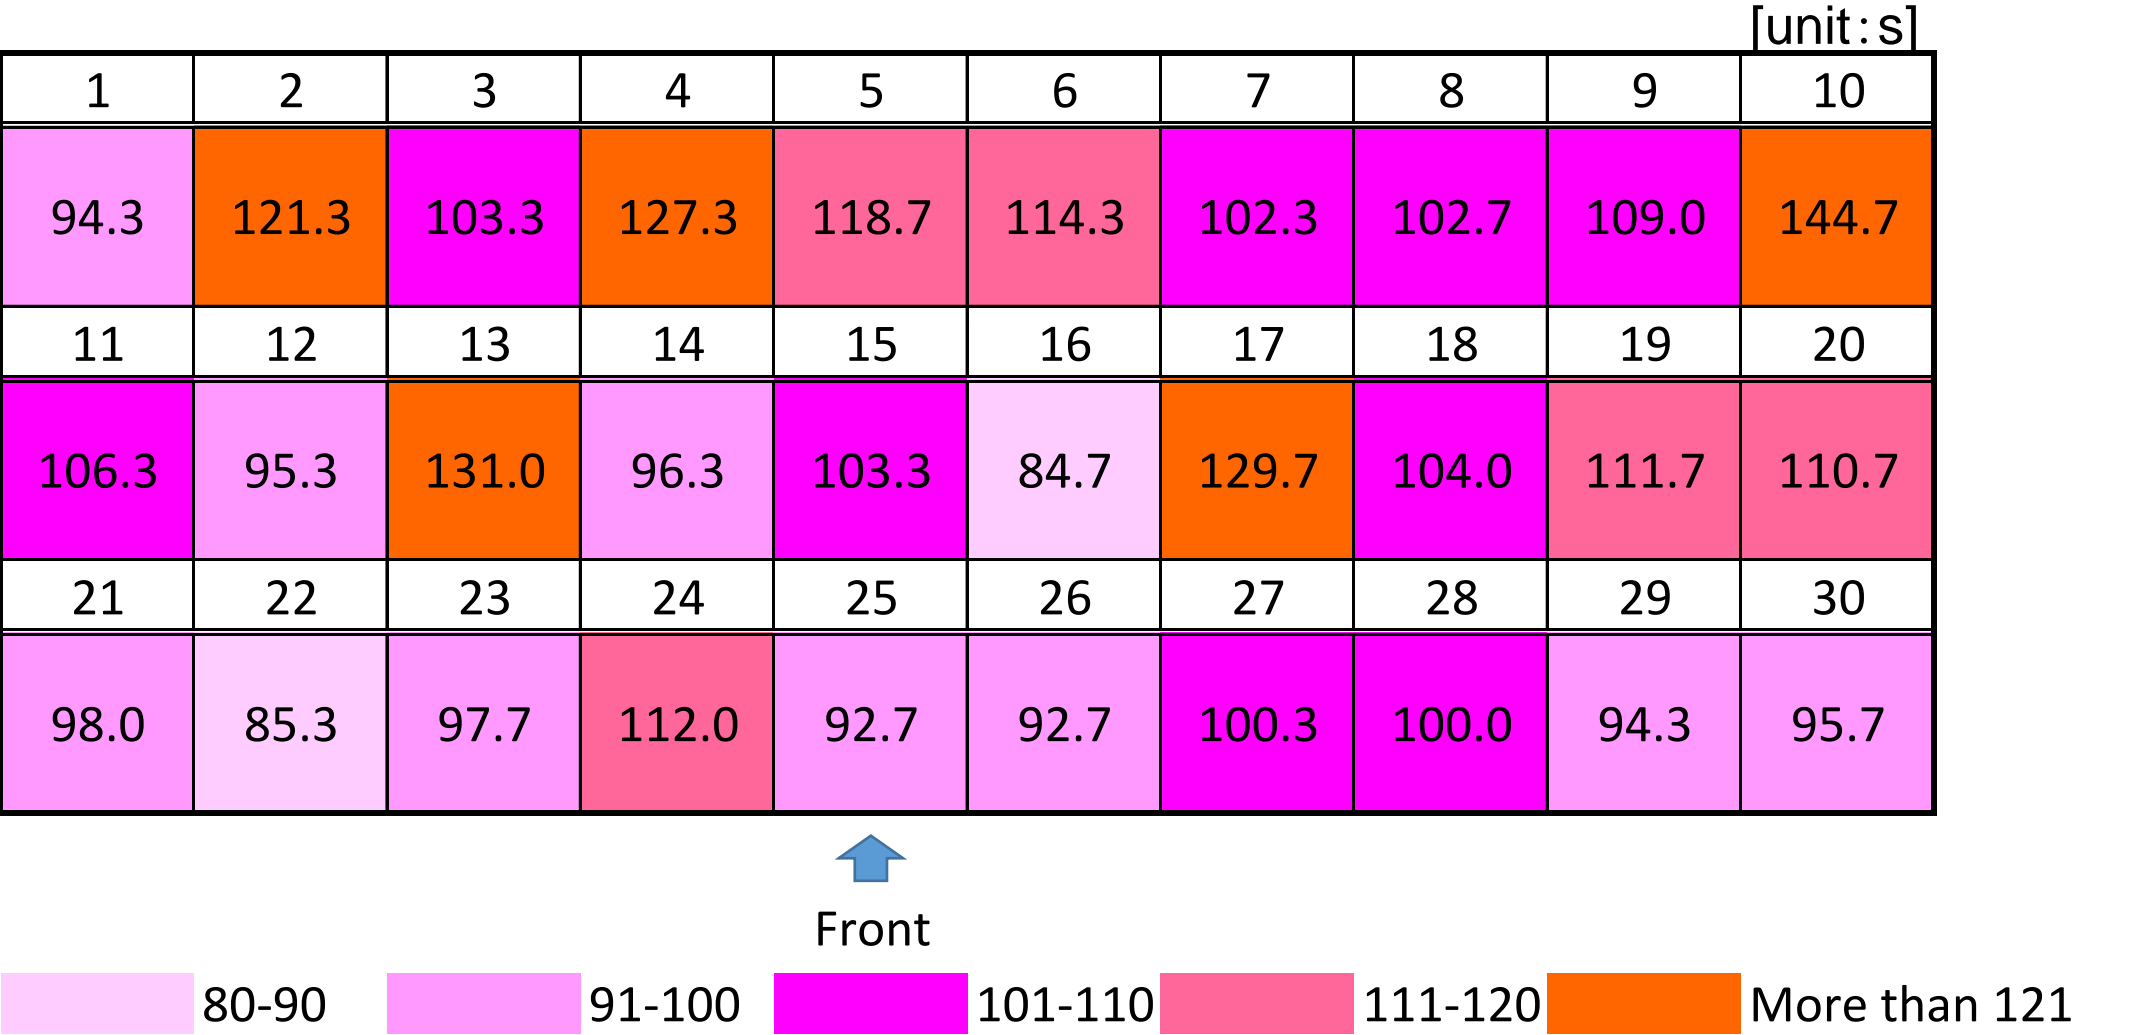 [unit:s]
1 2 3 4 5 6 7 8 9 10
94.3 121.3 103.3 127.3 118.7 114.3 102.3 102.7 109.0 144.7
11 12 13 14 15 16 17 18 19 20
106.3 95.3 131.0 96.3 103.3 84.7 129.7 104.0 111.7 110.7
21 22 23 24 25 26 27 28 29 30
98.0 85.3 97.7 112.0 92.7 92.7 100.3 100.0 94.3 95.7
Front
80-90 91-100 101-110 111-120 More than 121